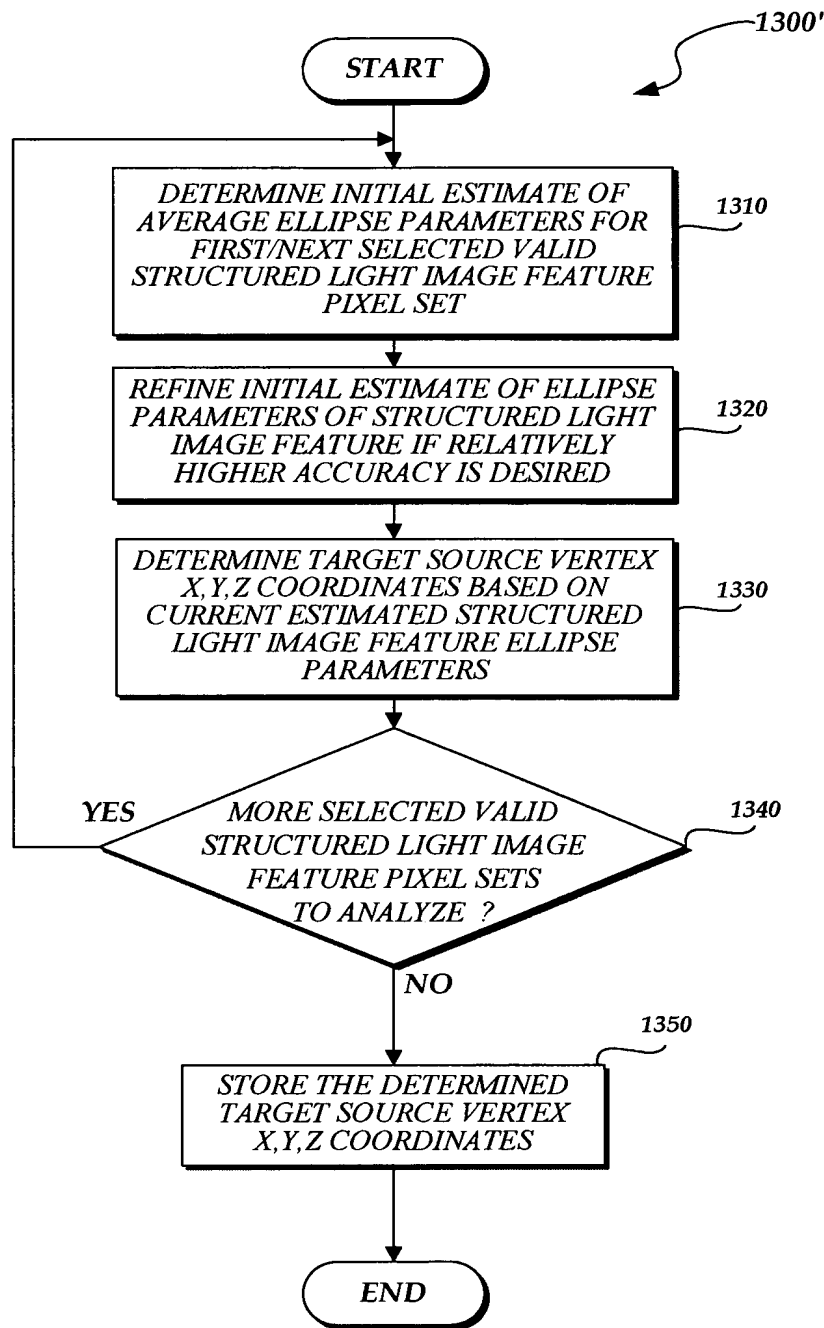 1300'
START
DETERMINE INITIAL ESTIMATE OF
AVERAGE ELLIPSE PARAMETERS FOR
FIRST/NEXT SELECTED VALID
STRUCTURED LIGHT IMAGE FEATURE
PIXEL SET
1310
REFINE INITIAL ESTIMATE OF ELLIPSE
PARAMETERS OF STRUCTURED LIGHT
IMAGE FEATURE IF RELATIVELY
HIGHER ACCURACY IS DESIRED
1320
DETERMINE TARGET SOURCE VERTEX
X,Y,Z COORDINATES BASED ON
CURRENT ESTIMATED STRUCTURED
LIGHT IMAGE FEATURE ELLIPSE
PARAMETERS
1330
YES
MORE SELECTED VALID
STRUCTURED LIGHT IMAGE
FEATURE PIXEL SETS
TO ANALYZE ?
1340
NO
1350
STORE THE DETERMINED
TARGET SOURCE VERTEX
X,Y,Z COORDINATES
END